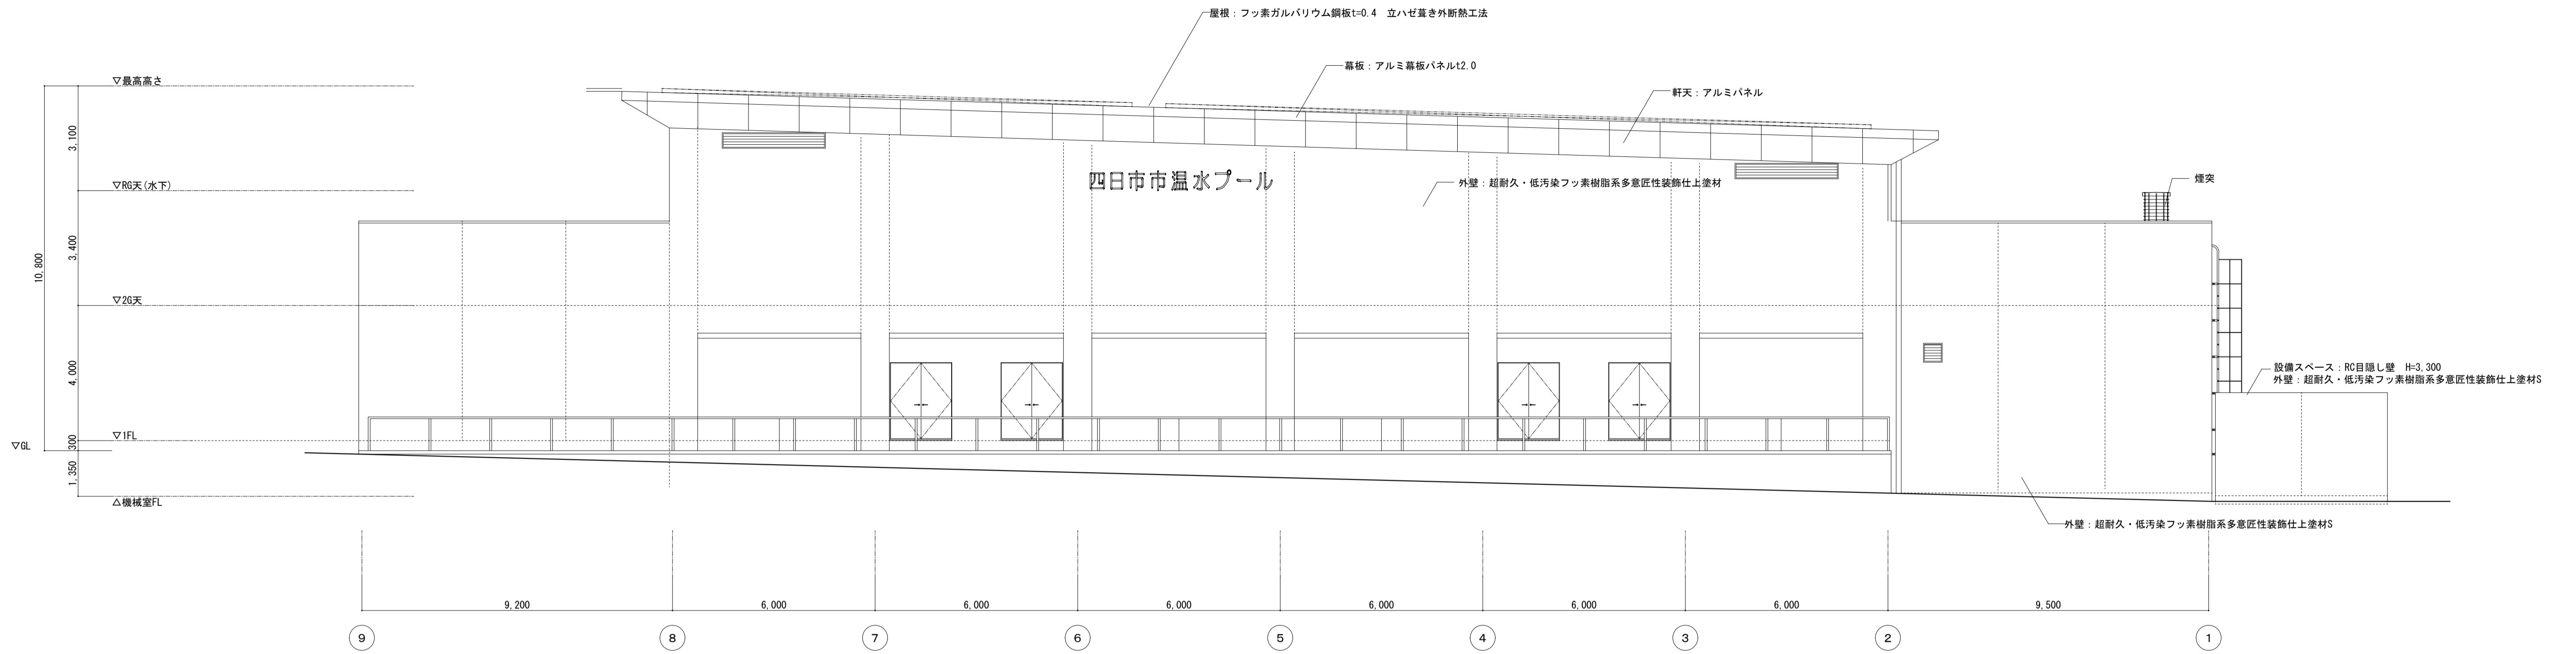 屋根：フッ素ガルバリウム鋼板t=0.4　立ハゼ葺き外断熱工法
幕板：アルミ幕板パネルt2.0
軒天：アルミパネル
▽最高高さ
3,100
▽RG天(水下)
四日市市温水プール
外壁：超耐久・低汚染フッ素樹脂系多意匠性装飾仕上塗材
煙突
3,400
10,800
▽2G天
4,000
設備スペース：RC目隠し壁　H=3,300
外壁：超耐久・低汚染フッ素樹脂系多意匠性装飾仕上塗材S
▽1FL
300
▽GL
1,350
△機械室FL
外壁：超耐久・低汚染フッ素樹脂系多意匠性装飾仕上塗材S
9,200 6,000 6,000 6,000 6,000 6,000 6,000 9,500
9 8 7 6 5 4 3 2 1